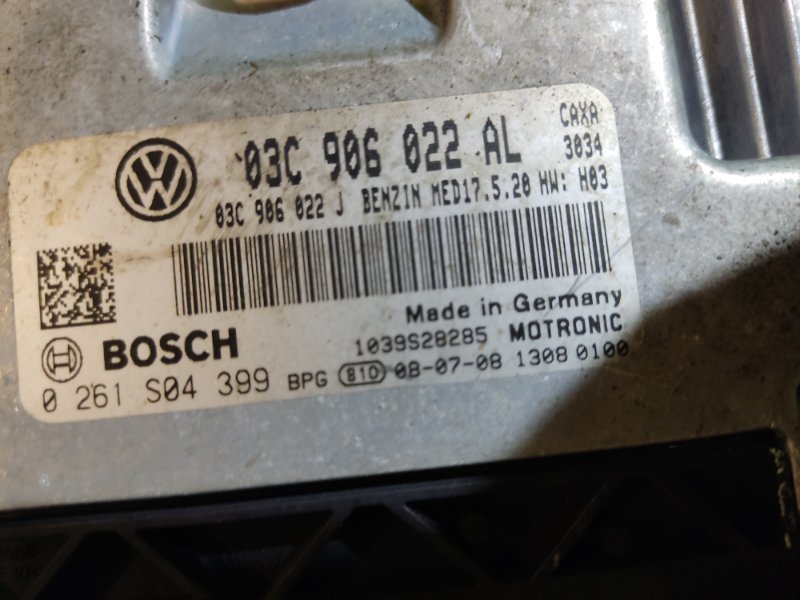 03C 906 022 AL
CAXA
3034
03C 906 022 J BENZIN MED17.5.20 HW: H03
Made in Germany
BOSCH
1039S28285 MOTRONIC
0 261 S04 399 BPG 810 08-07-08 1308 0100